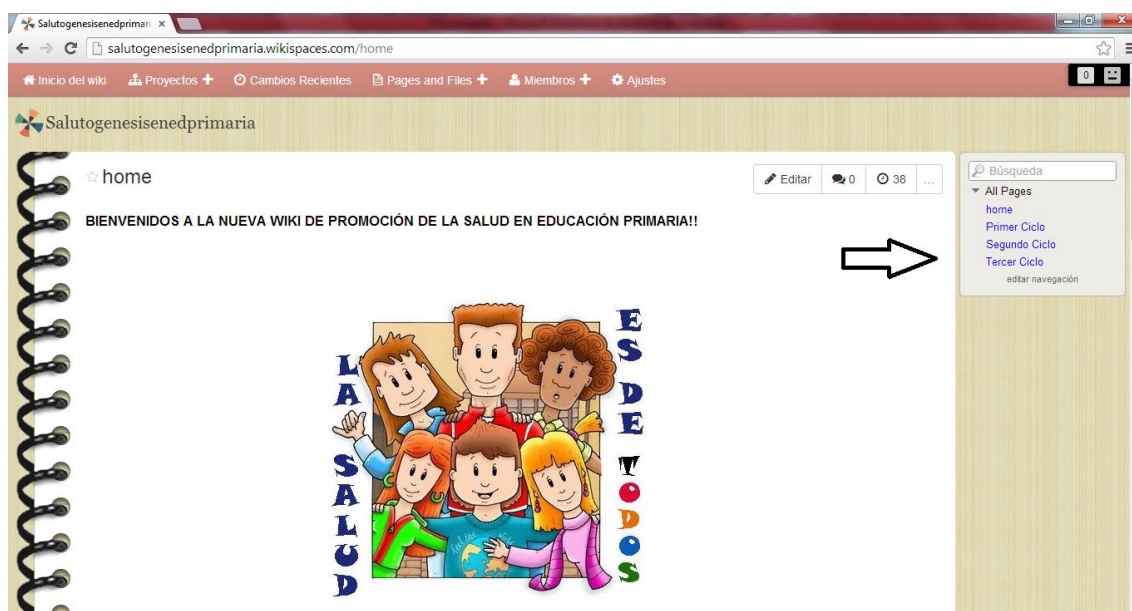 Salutogenesisenedprimari
salutogenesisenedprimaria.wikispaces.com/home
Inicio del wiki Proyectos + Cambios Recientes Pages and Files + Miembros + Ajustes 0
Salutogenesisenedprimaria
home
Editar 0 38 ...
BIENVENIDOS A LA NUEVA WIKI DE PROMOCIÓN DE LA SALUD EN EDUCACIÓN PRIMARIA!!
LA SALUD
ES DE TODOS
Búsqueda
All Pages
home
Primer Ciclo
Segundo Ciclo
Tercer Ciclo
editar navegación